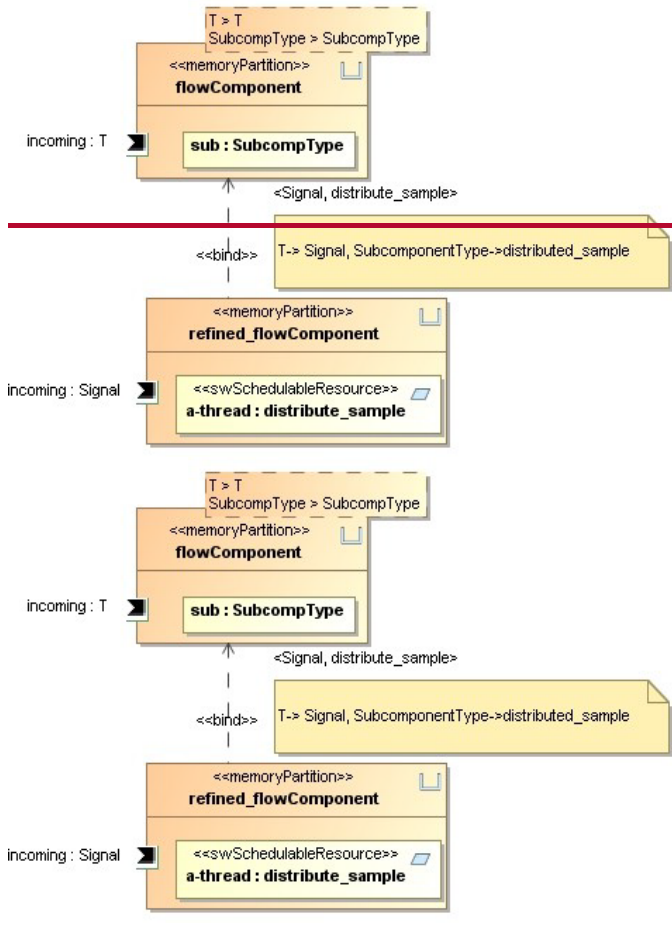 T > T
SubcompType > SubcompType
<<memoryPartition>>
flowComponent
incoming : T
sub : SubcompType
<Signal, distribute_sample>
<<bind>>
T-> Signal, SubcomponentType->distributed_sample
<<memoryPartition>>
refined_flowComponent
incoming : Signal
<<swSchedulableResource>>
a-thread : distribute_sample
T > T
SubcompType > SubcompType
<<memoryPartition>>
flowComponent
incoming : T
sub : SubcompType
<Signal, distribute_sample>
<<bind>>
T-> Signal, SubcomponentType->distributed_sample
<<memoryPartition>>
refined_flowComponent
incoming : Signal
<<swSchedulableResource>>
a-thread : distribute_sample